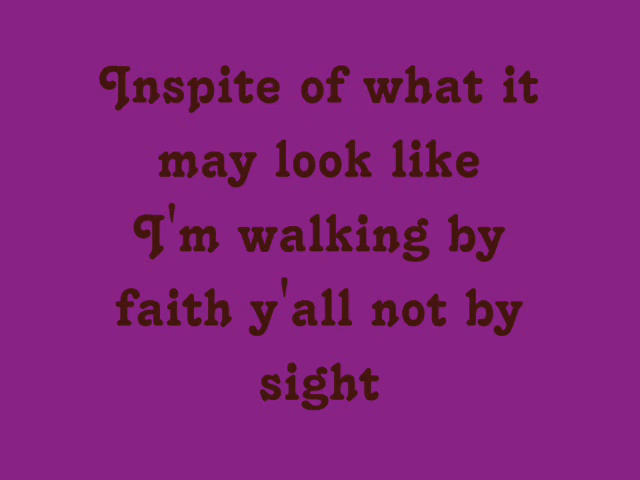 Inspite of what it
may look like
I'm walking by
faith y'all not by
sight